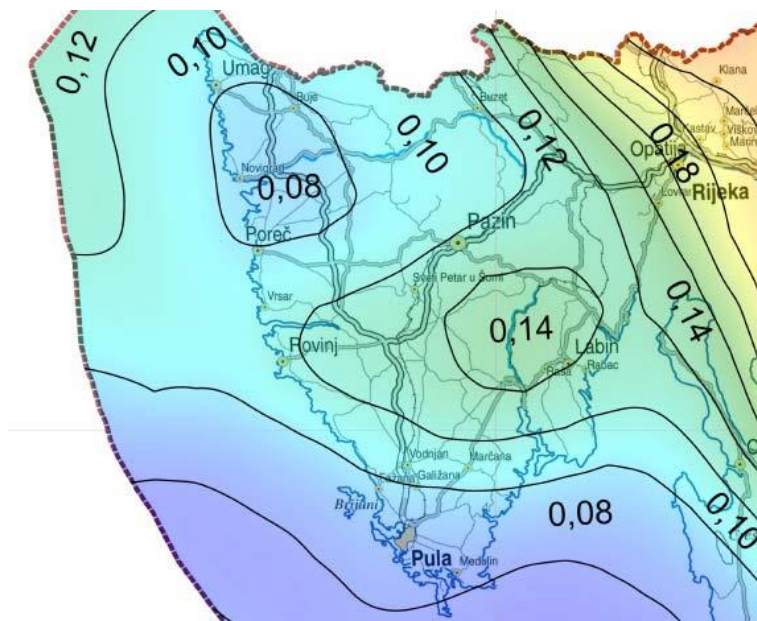 0,12
0,10
Umag
Buje
Buzet
Klana
Kastav
Opatija
0,18
Rijeka
0,10
0,12
Novigrad
0,08
Poreč
Pazin
Sveti Petar u Šumi
Vrsar
0,14
0,14
Rovinj
Labin
Raša
Rabac
Vodnjan
Marčana
Galižana
Fažana
Brijuni
0,08
0,10
Pula
Medulin